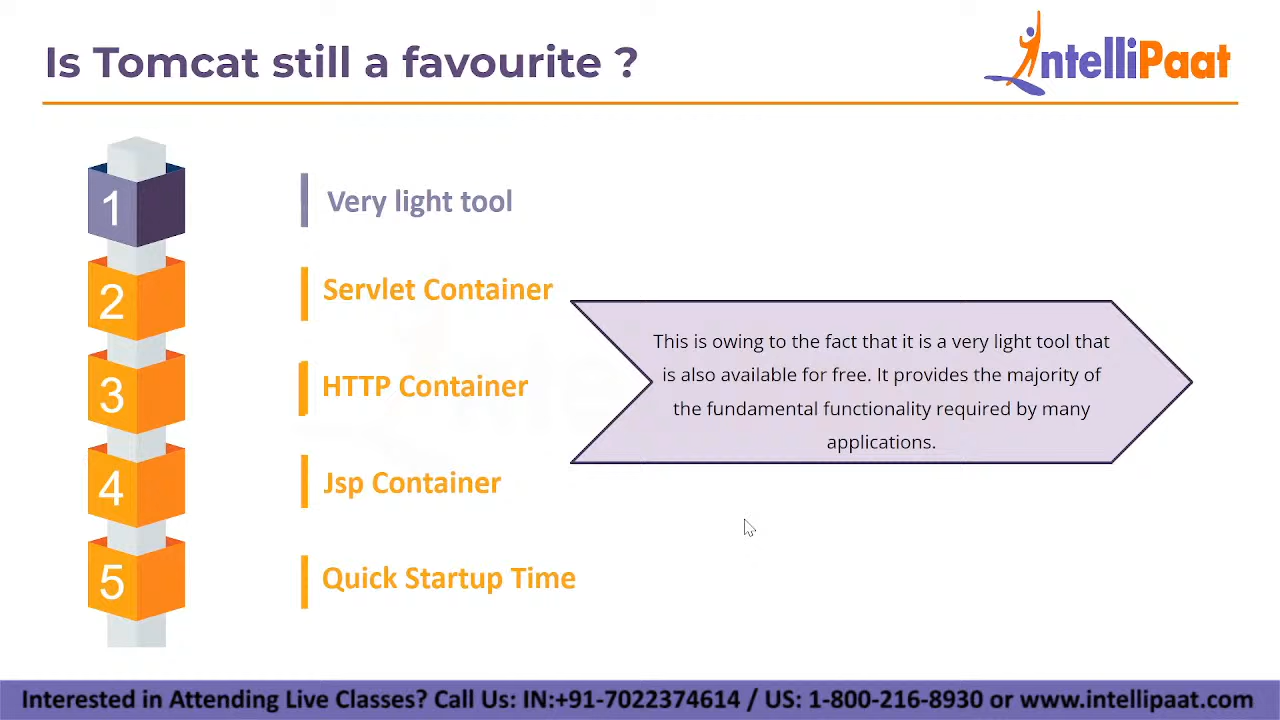 Is Tomcat still a favourite ?
IntelliPaat
1
Very light tool
2
Servlet Container
3
HTTP Container
4
Jsp Container
5
Quick Startup Time
This is owing to the fact that it is a very light tool that
is also available for free. It provides the majority of
the fundamental functionality required by many
applications.
Interested in Attending Live Classes? Call Us: IN:+91-7022374614 / US: 1-800-216-8930 or www.intellipaat.com